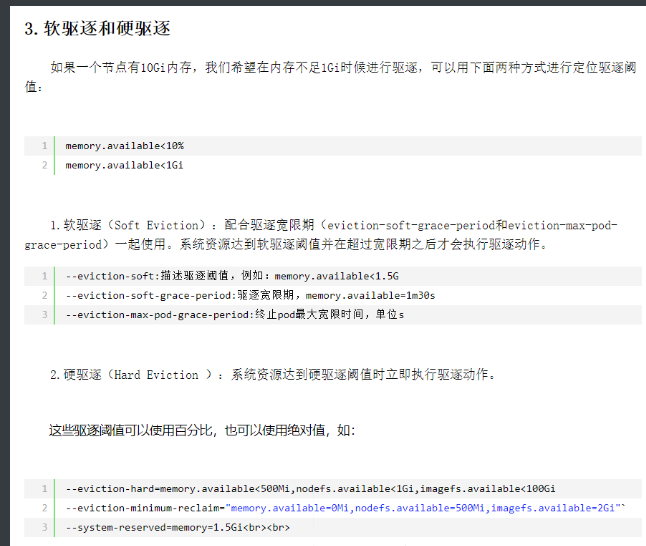 3.软驱逐和硬驱逐
如果一个节点有10Gi内存，我们希望在内存不足1Gi时候进行驱逐，可以用下面两种方式进行定位驱逐阈
值：
1 memory.available<10%
2 memory.available<1Gi
1.软驱逐（Soft Eviction）：配合驱逐宽限期（eviction-soft-grace-period和eviction-max-pod-
grace-period）一起使用。系统资源达到软驱逐阈值并在超过宽限期之后才会执行驱逐动作。
1 --eviction-soft:描述驱逐阈值，例如：memory.available<1.5G
2 --eviction-soft-grace-period:驱逐宽限期，memory.available=1m30s
3 --eviction-max-pod-grace-period:终止pod最大宽限时间，单位s
2.硬驱逐（Hard Eviction ）：系统资源达到硬驱逐阈值时立即执行驱逐动作。
这些驱逐阈值可以使用百分比，也可以使用绝对值，如：
1 --eviction-hard=memory.available<500Mi,nodefs.available<1Gi,imagefs.available<100Gi
2 --eviction-minimum-reclaim="memory.available=0Mi,nodefs.available=500Mi,imagefs.available=2Gi"`
3 --system-reserved=memory=1.5Gi<br><br>